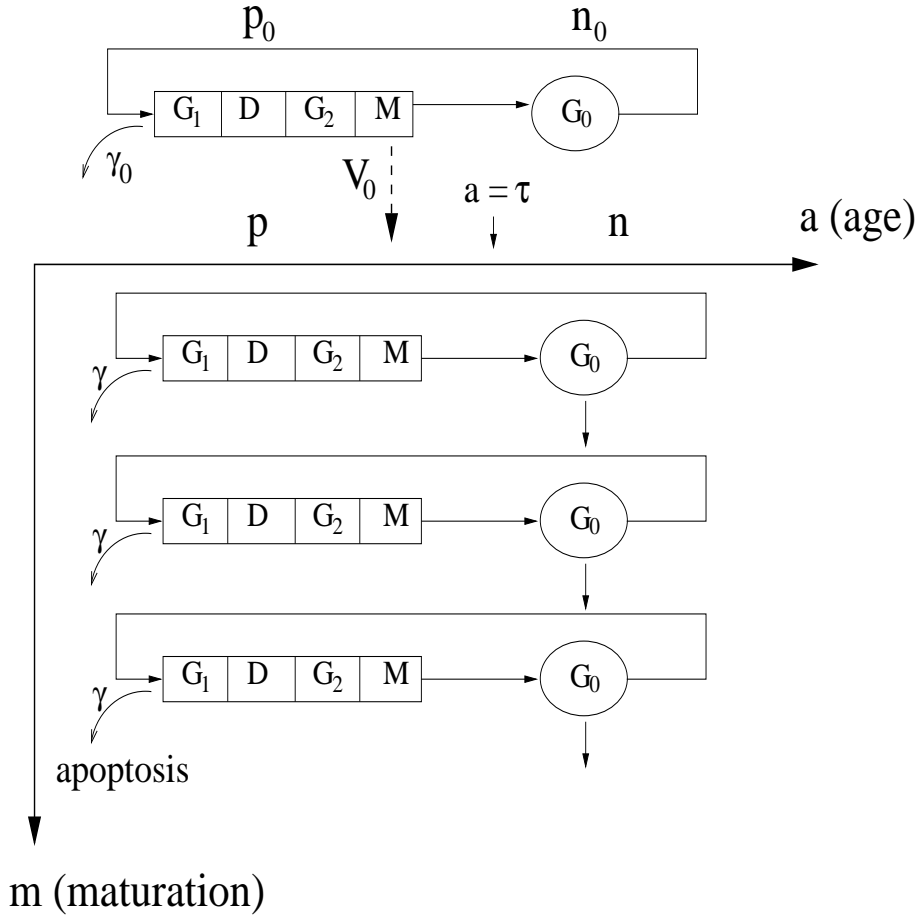 p₀ n₀
G₁ D G₂ M G₀
γ₀
V₀
a = τ
p n a (age)
G₁ D G₂ M G₀
γ
G₁ D G₂ M G₀
γ
G₁ D G₂ M G₀
γ
apoptosis
m (maturation)